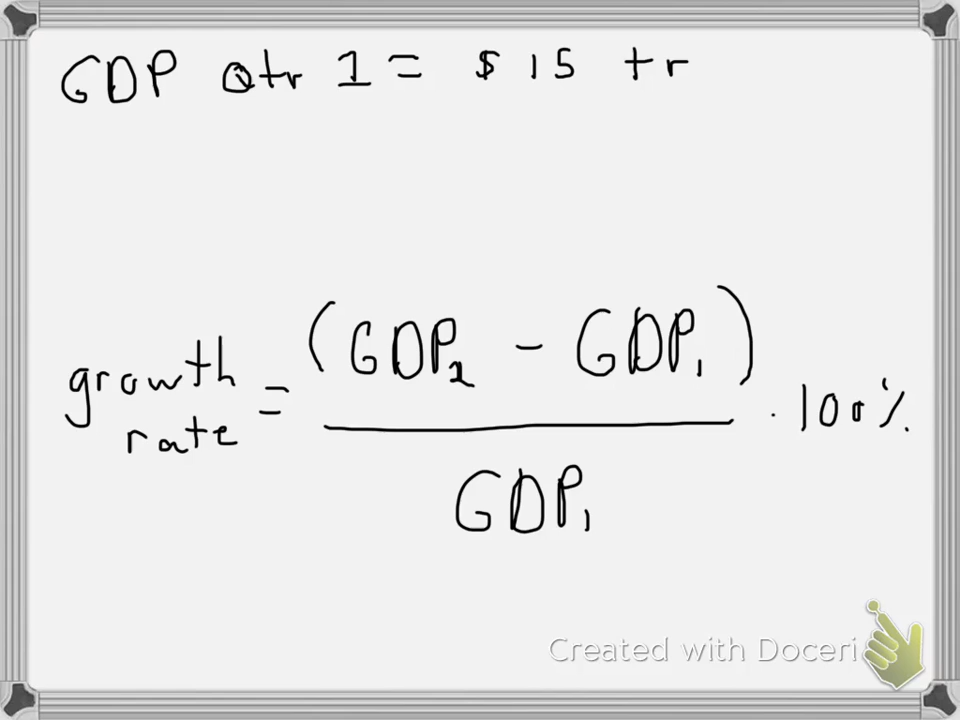 GDP Qtr 1 = $15 tr
growth rate = (GDP₂ - GDP₁) / GDP₁ · 100%
Created with Doceri